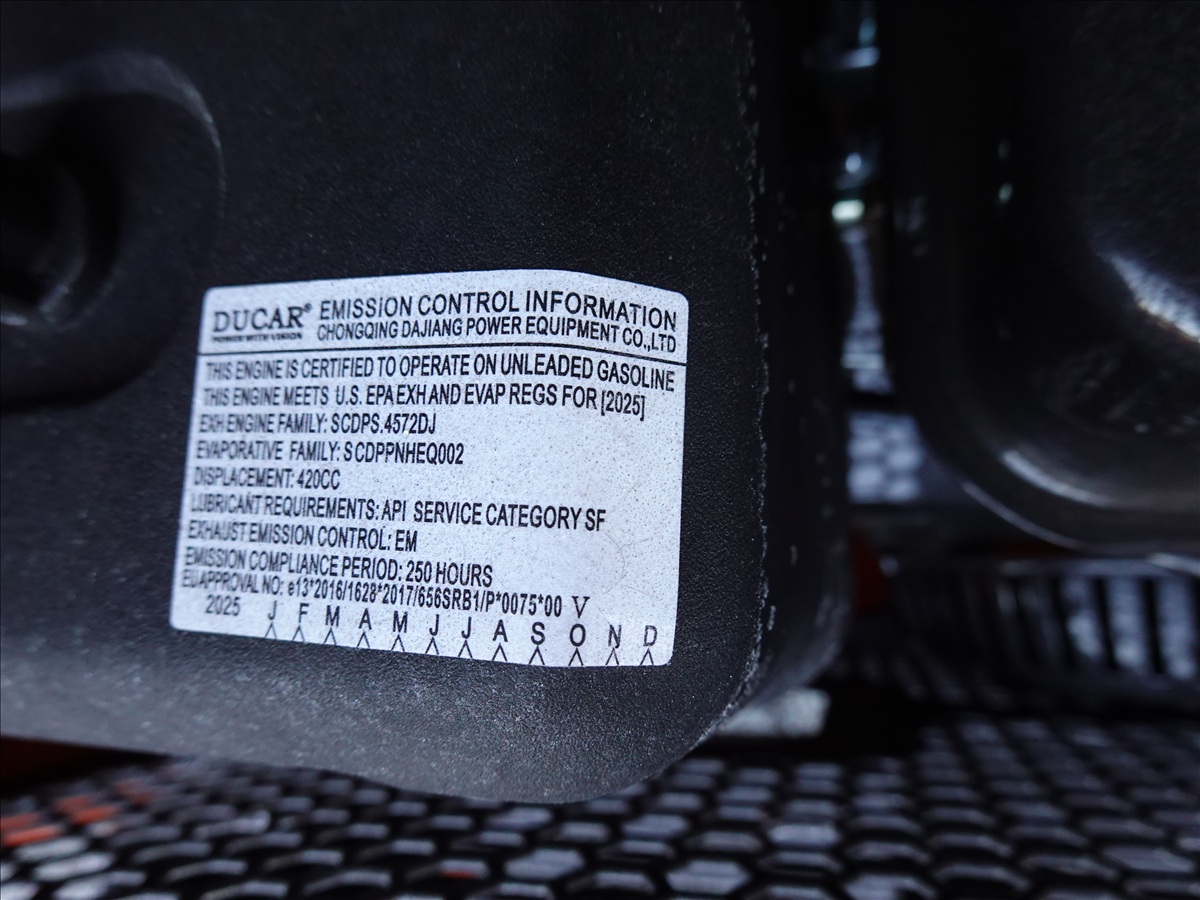 DUCAR® EMISSION CONTROL INFORMATION
POWER WITH VISION CHONGQING DAJIANG POWER EQUIPMENT CO.,LTD
THIS ENGINE IS CERTIFIED TO OPERATE ON UNLEADED GASOLINE
THIS ENGINE MEETS U.S. EPA EXH AND EVAP REGS FOR [2025]
EXH ENGINE FAMILY: SCDPS.4572DJ
EVAPORATIVE FAMILY: SCDPPNHEQ002
DISPLACEMENT: 420CC
LUBRICANT REQUIREMENTS: API SERVICE CATEGORY SF
EXHAUST EMISSION CONTROL: EM
EMISSION COMPLIANCE PERIOD: 250 HOURS
EU APPROVAL NO: e13*2016/1628*2017/656SRB1/P*0075*00 V
2025 J F M A M J J A S O N D